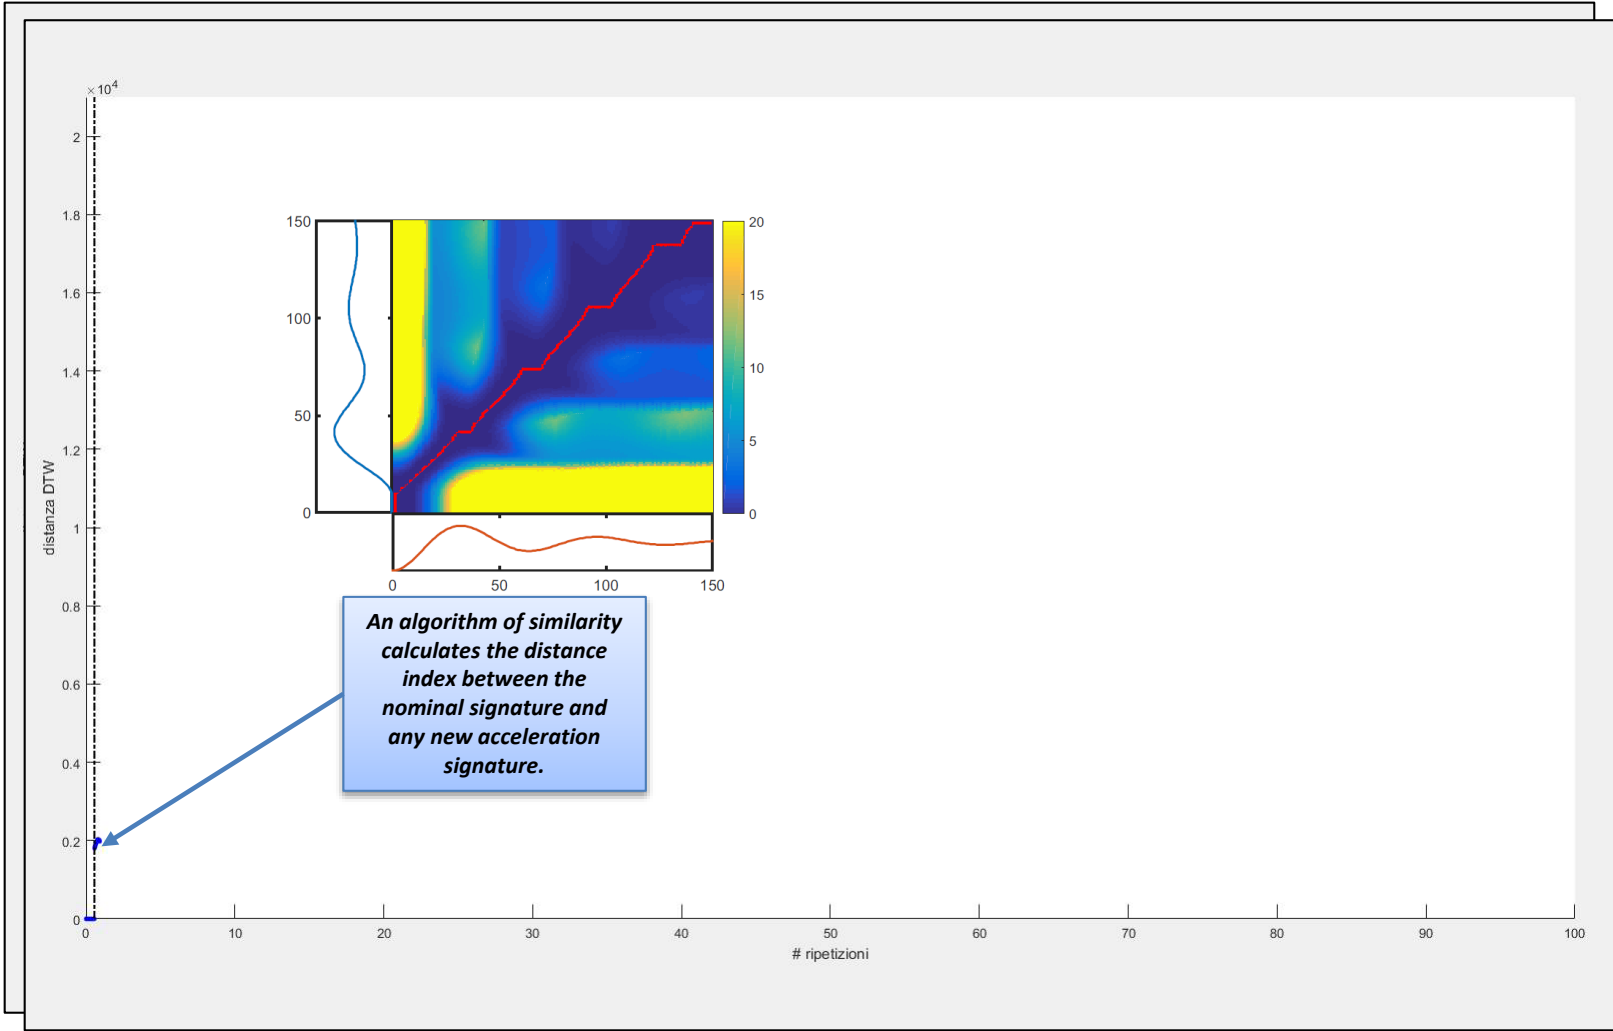 ×10^4
2
1.8
1.6
1.4
1.2
1
0.8
0.6
0.4
0.2
0
distanza DTW
150
100
50
0
20
15
10
5
0
0 50 100 150
An algorithm of similarity
calculates the distance
index between the
nominal signature and
any new acceleration
signature.
0 10 20 30 40 50 60 70 80 90 100
# ripetizioni